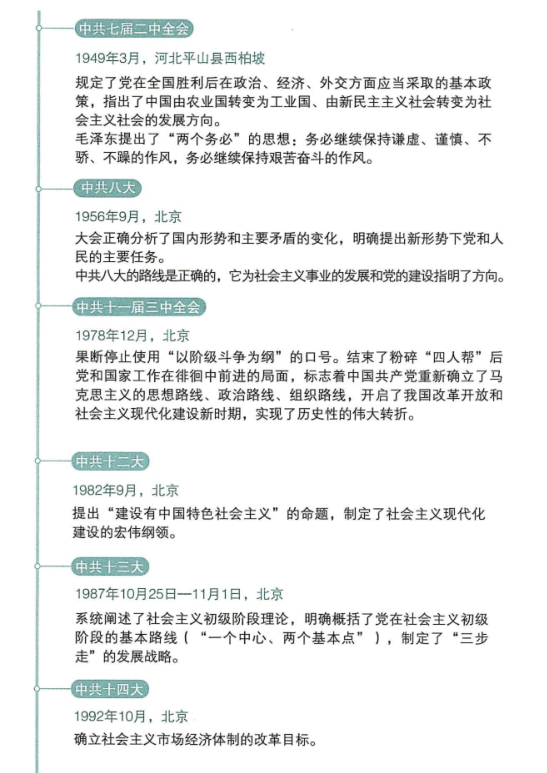 中共七届二中全会
1949年3月，河北平山县西柏坡
规定了党在全国胜利后在政治、经济、外交方面应当采取的基本政
策，指出了中国由农业国转变为工业国、由新民主主义社会转变为社
会主义社会的发展方向。
毛泽东提出了“两个务必”的思想：务必继续保持谦虚、谨慎、不
骄、不躁的作风，务必继续保持艰苦奋斗的作风。
中共八大
1956年9月，北京
大会正确分析了国内形势和主要矛盾的变化，明确提出新形势下党和人
民的主要任务。
中共八大的路线是正确的，它为社会主义事业的发展和党的建设指明了方向。
中共十一届三中全会
1978年12月，北京
果断停止使用“以阶级斗争为纲”的口号。结束了粉碎“四人帮”后
党和国家工作在徘徊中前进的局面，标志着中国共产党重新确立了马
克思主义的思想路线、政治路线、组织路线，开启了我国改革开放和
社会主义现代化建设新时期，实现了历史性的伟大转折。
中共十二大
1982年9月，北京
提出“建设有中国特色社会主义”的命题，制定了社会主义现代化
建设的宏伟纲领。
中共十三大
1987年10月25日—11月1日，北京
系统阐述了社会主义初级阶段理论，明确概括了党在社会主义初级
阶段的基本路线（“一个中心、两个基本点”），制定了“三步
走”的发展战略。
中共十四大
1992年10月，北京
确立社会主义市场经济体制的改革目标。